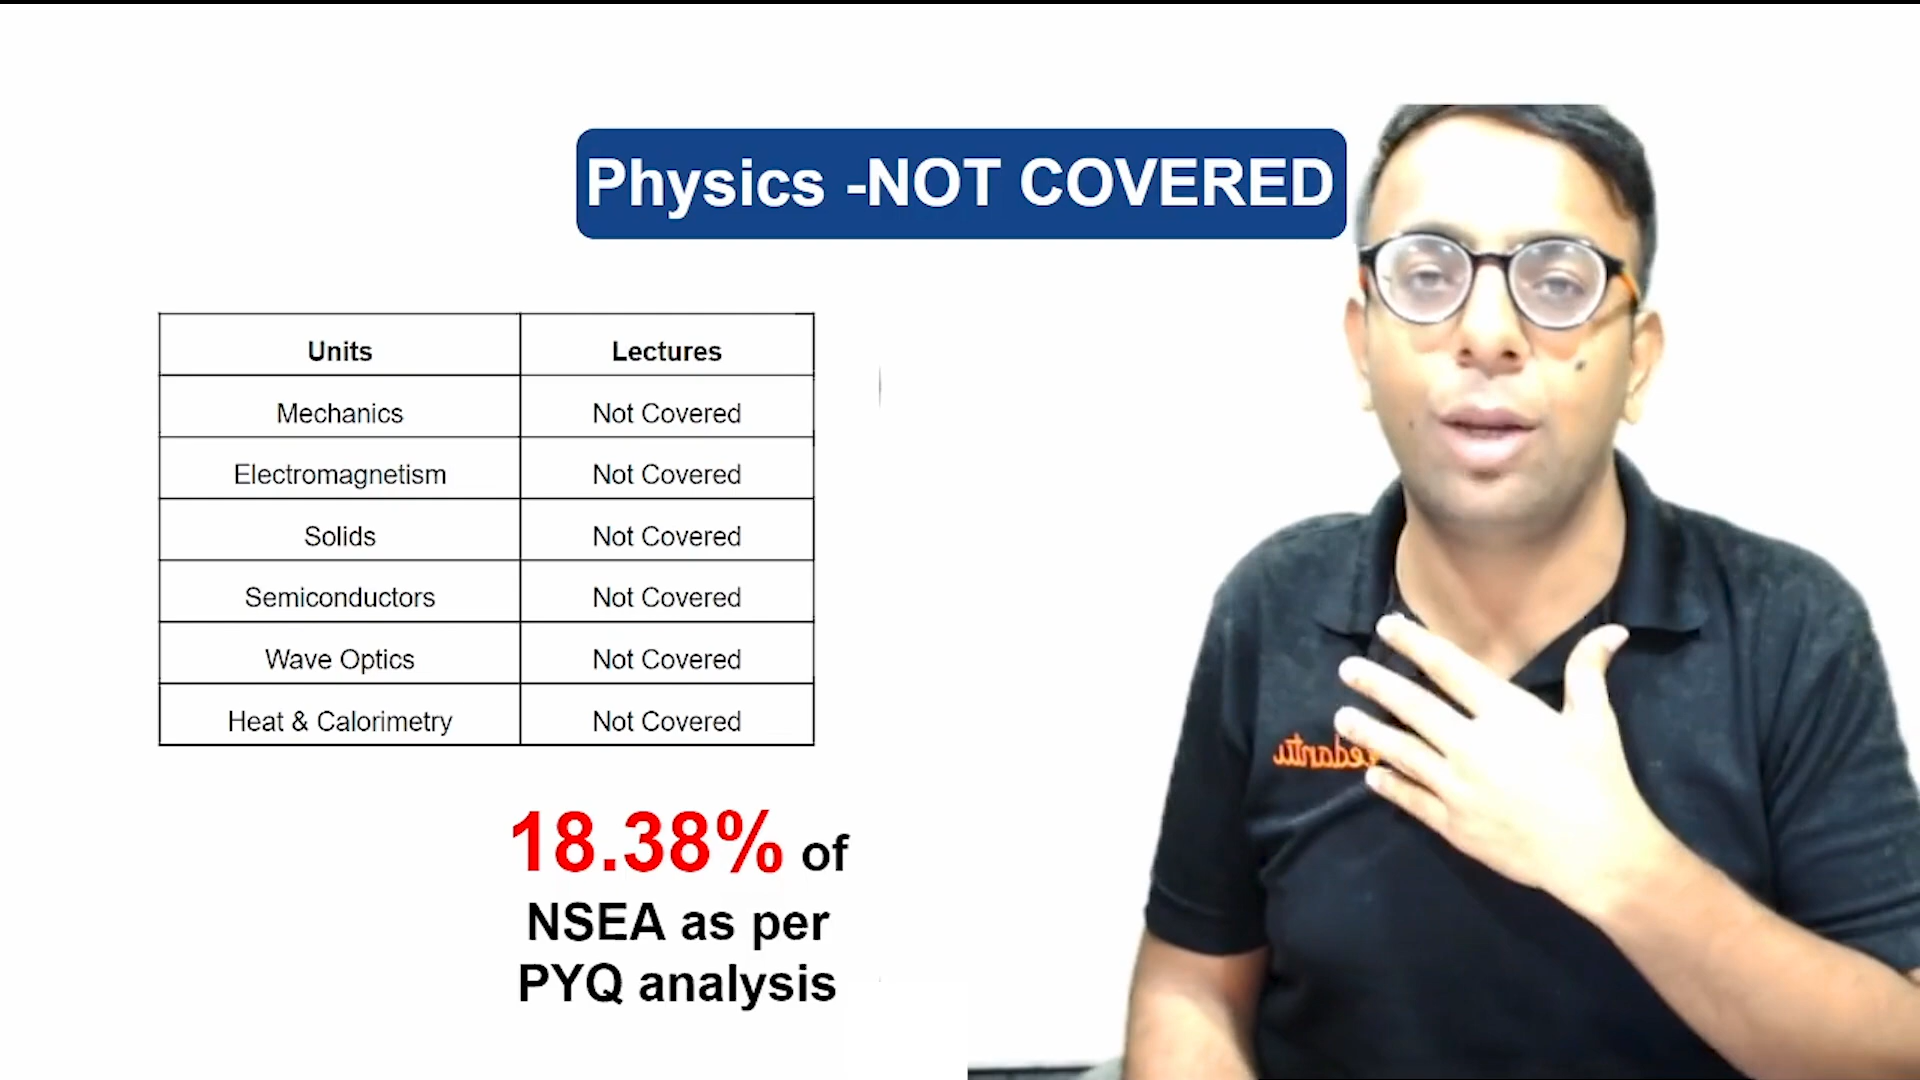 Physics -NOT COVERED
Units Lectures
Mechanics Not Covered
Electromagnetism Not Covered
Solids Not Covered
Semiconductors Not Covered
Wave Optics Not Covered
Heat & Calorimetry Not Covered
18.38% of
NSEA as per
PYQ analysis